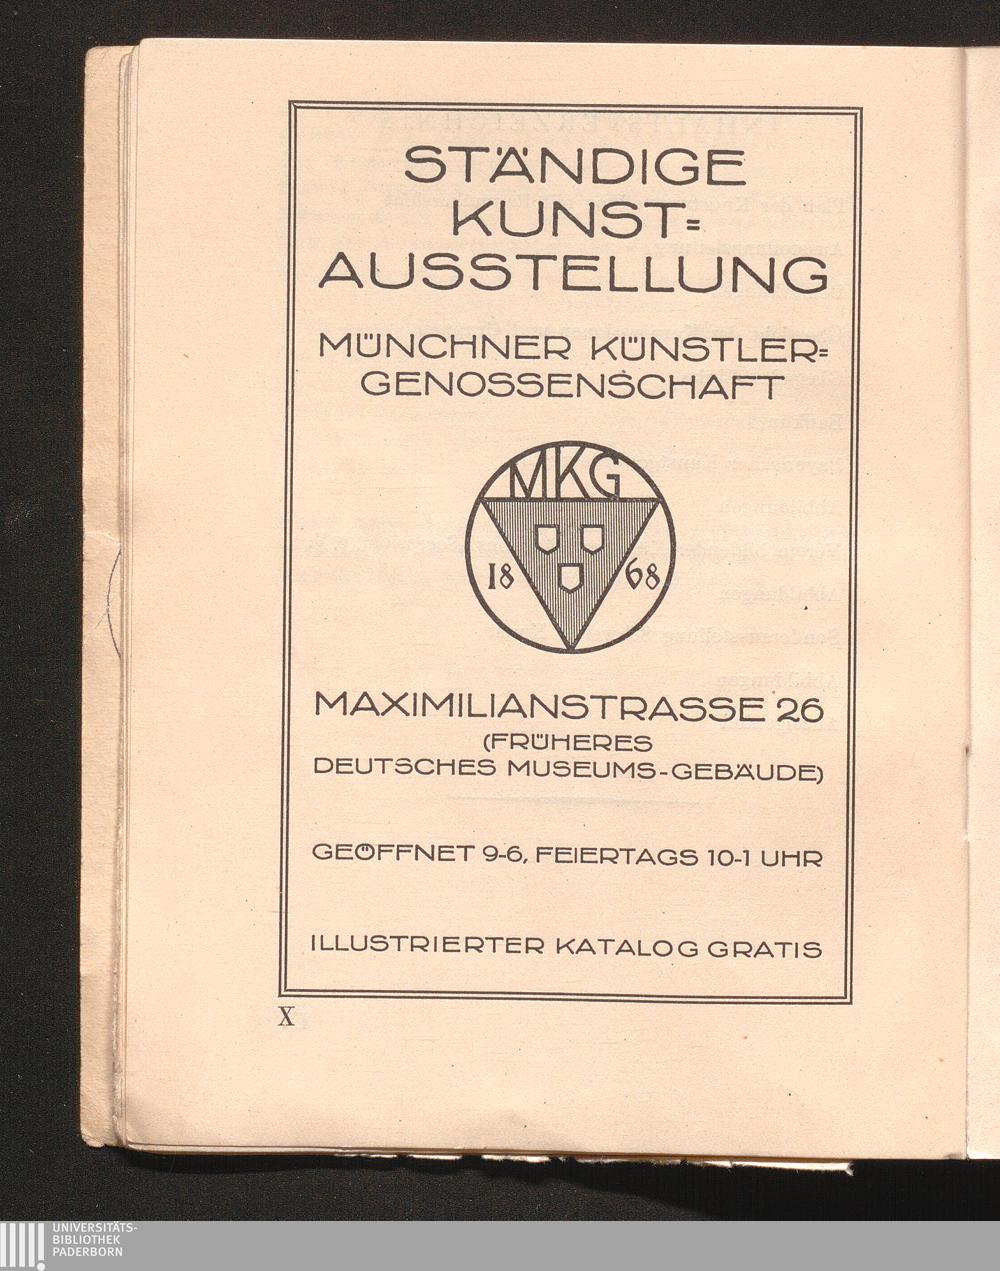 STÄNDIGE
KUNST=
AUSSTELLUNG
MÜNCHNER KÜNSTLER=
GENOSSENSCHAFT
MKG
18 68
MAXIMILIANSTRASSE 26
(FRÜHERES
DEUTSCHES MUSEUMS-GEBÄUDE)
GEÖFFNET 9-6, FEIERTAGS 10-1 UHR
ILLUSTRIERTER KATALOG GRATIS
X
UNIVERSITÄTS-
BIBLIOTHEK
PADERBORN